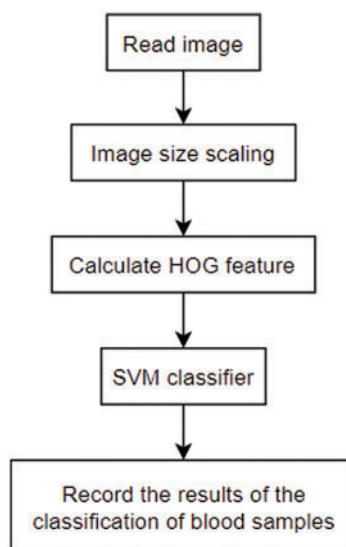 Read image
Image size scaling
Calculate HOG feature
SVM classifier
Record the results of the
classification of blood samples